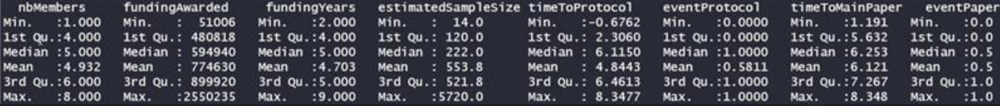 nbMembers fundingAwarded fundingYears estimatedSampleSize timeToProtocol eventProtocol timeToMainPaper eventPaper
Min. :1.000 Min. : 51006 Min. :2.000 Min. : 14.0 Min. :-0.6762 Min. :0.0000 Min. :1.191 Min. :0.0
1st Qu.:4.000 1st Qu.: 480818 1st Qu.:4.000 1st Qu.: 120.0 1st Qu.: 2.3060 1st Qu.:0.0000 1st Qu.:5.632 1st Qu.:0.0
Median :5.000 Median : 594940 Median :5.000 Median : 222.0 Median : 6.1150 Median :1.0000 Median :6.253 Median :0.5
Mean :4.932 Mean : 774630 Mean :4.703 Mean : 553.8 Mean : 4.8443 Mean :0.5811 Mean :6.121 Mean :0.5
3rd Qu.:6.000 3rd Qu.: 899920 3rd Qu.:5.000 3rd Qu.: 521.8 3rd Qu.: 6.4613 3rd Qu.:1.0000 3rd Qu.:7.267 3rd Qu.:1.0
Max. :8.000 Max. :2550235 Max. :9.000 Max. :5720.0 Max. : 8.3477 Max. :1.0000 Max. :8.348 Max. :1.0